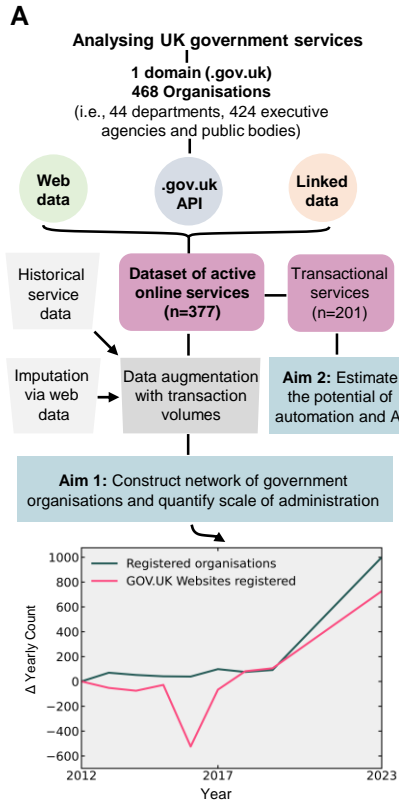 A
Analysing UK government services
1 domain (.gov.uk)
468 Organisations
(i.e., 44 departments, 424 executive
agencies and public bodies)
Web
data
.gov.uk
API
Linked
data
Historical
service
data
Dataset of active
online services
(n=377)
Transactional
services
(n=201)
Imputation
via web
data
Data augmentation
with transaction
volumes
Aim 2: Estimate
the potential of
automation and A
Aim 1: Construct network of government
organisations and quantify scale of administration
Registered organisations
GOV.UK Websites registered
Δ Yearly Count
1000
800
600
400
200
0
−200
−400
−600
2012
2017
2023
Year